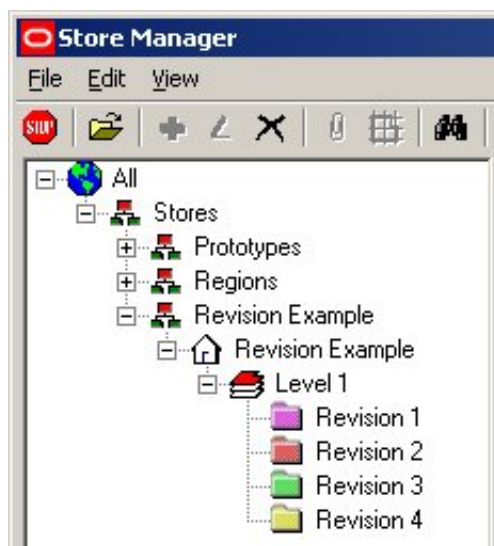 Store Manager
File Edit View
STOP
All
Stores
Prototypes
Regions
Revision Example
Revision Example
Level 1
Revision 1
Revision 2
Revision 3
Revision 4